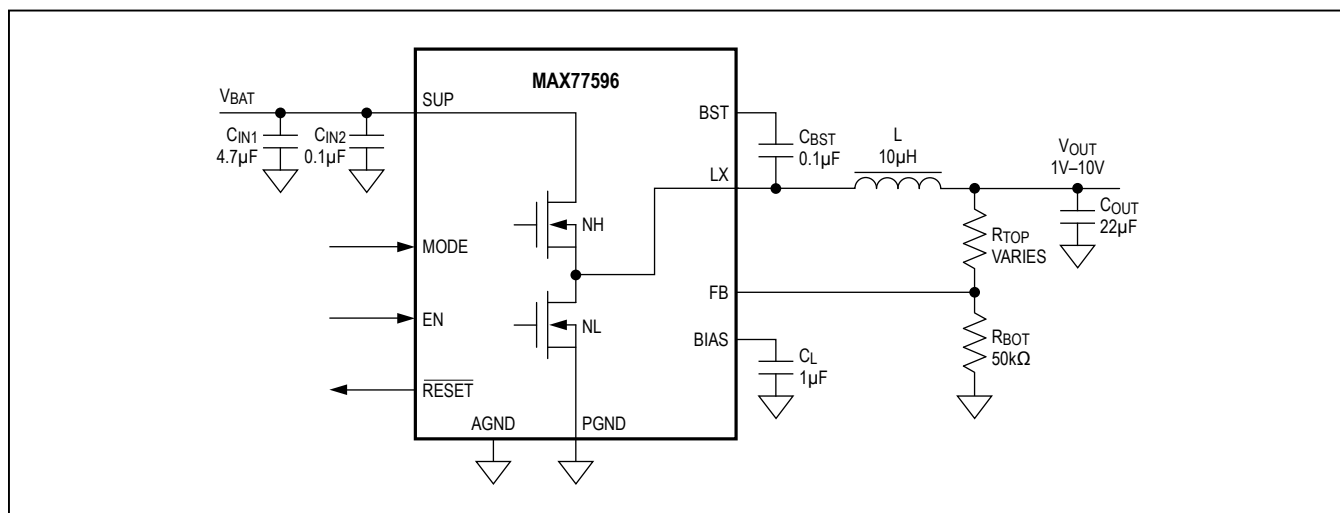 MAX77596
VBAT
SUP
CIN1
4.7µF
CIN2
0.1µF
BST
CBST
0.1µF
L
10µH
VOUT
1V–10V
LX
COUT
22µF
NH
RTOP
VARIES
MODE
FB
EN
NL
BIAS
CL
1µF
RBOT
50kΩ
RESET
AGND
PGND